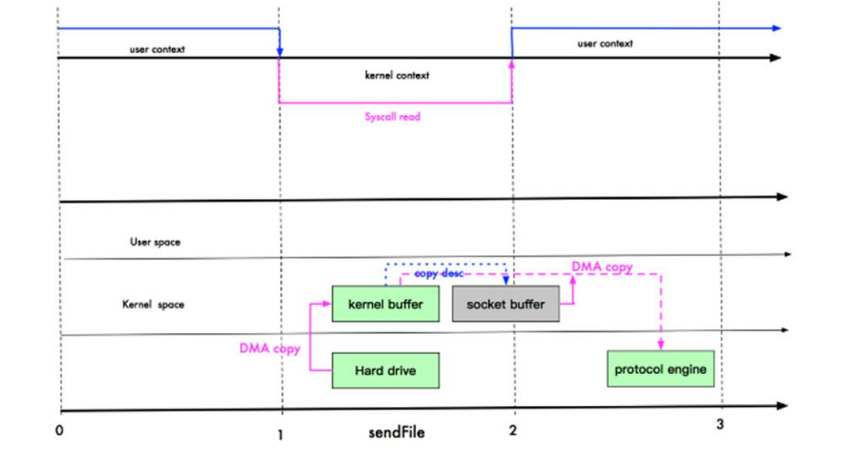 user context
user context
kernel context
Syscall read
User space
copy desc
DMA copy
Kernel space
kernel buffer
socket buffer
DMA copy
Hard drive
protocol engine
0
1
sendFile
2
3